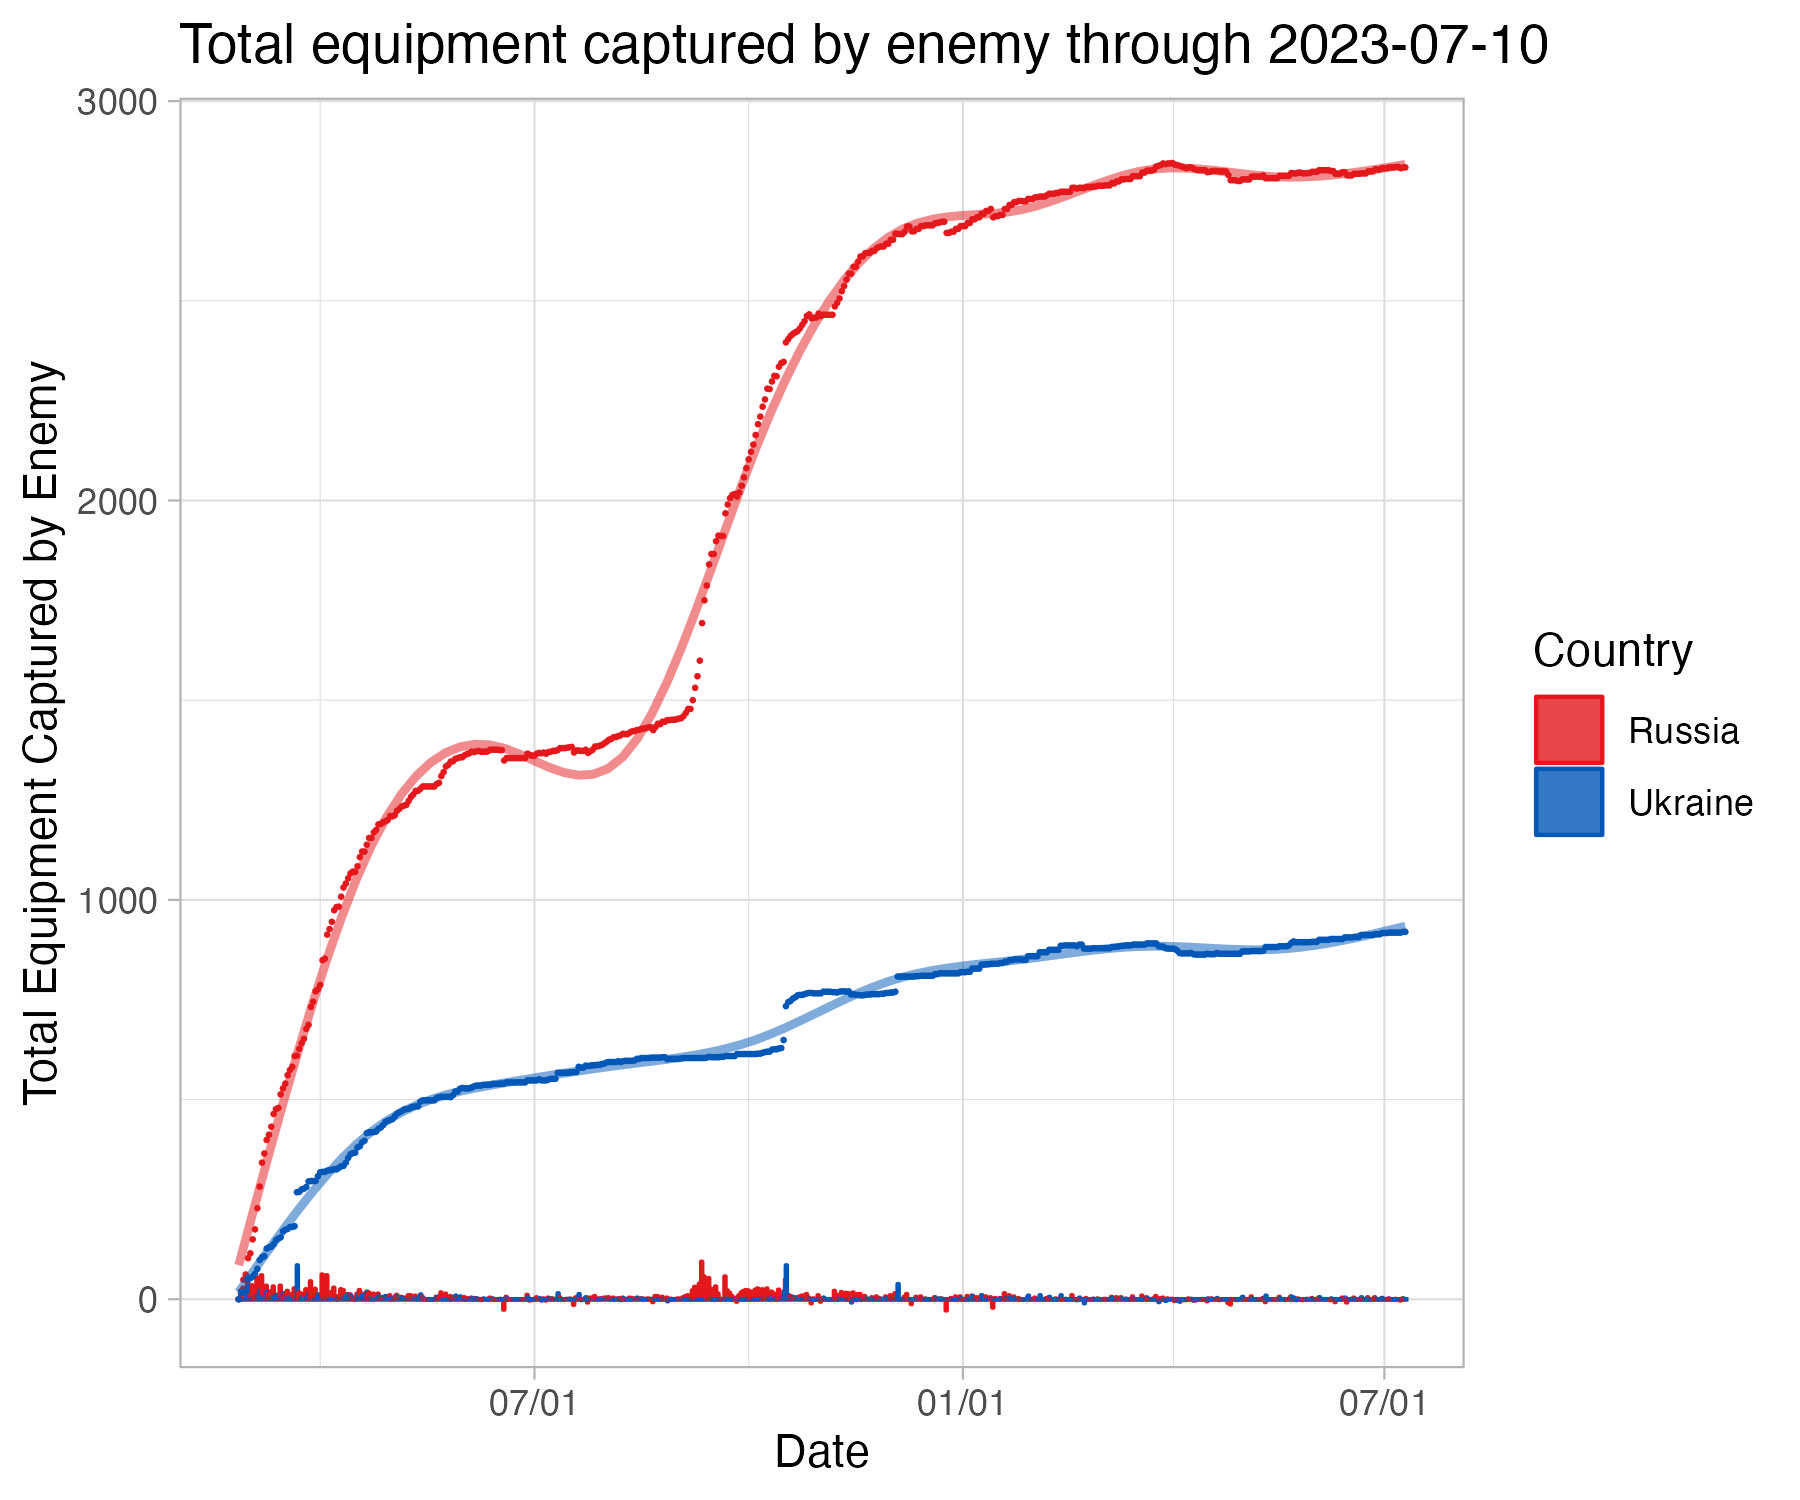 Total equipment captured by enemy through 2023-07-10
Total Equipment Captured by Enemy
3000
2000
1000
0
07/01
01/01
07/01
Date
Country
Russia
Ukraine